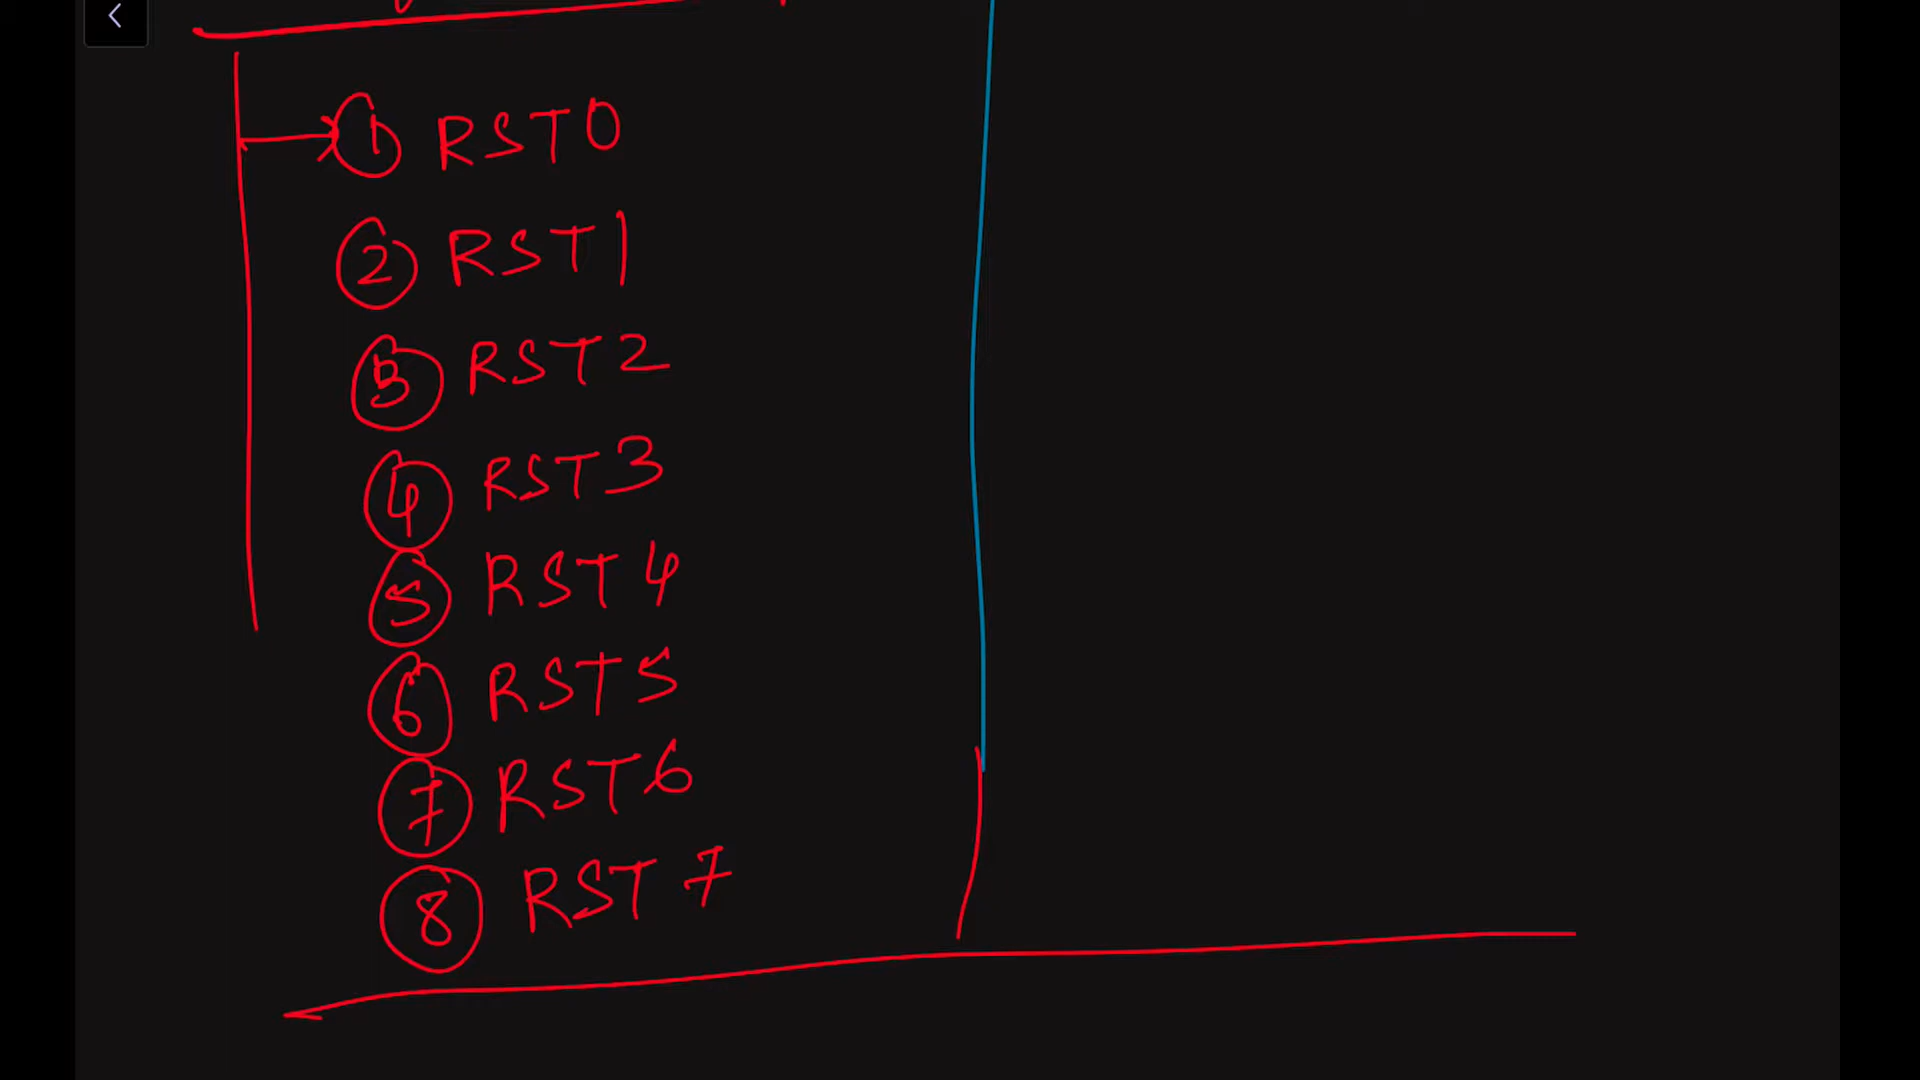 1 RST0
2 RST1
3 RST2
4 RST3
5 RST4
6 RST5
7 RST6
8 RST7